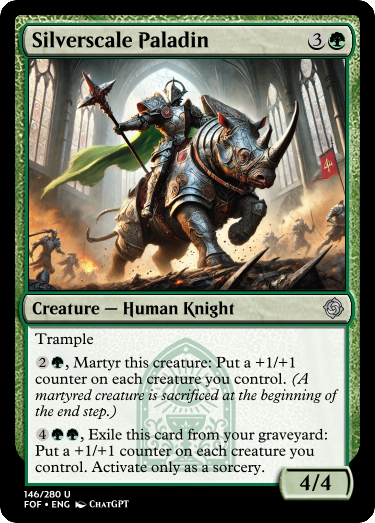 Silverscale Paladin 3
Creature — Human Knight
Trample
2, Martyr this creature: Put a +1/+1
counter on each creature you control. (A
martyred creature is sacrificed at the beginning of
the end step.)
4, Exile this card from your graveyard:
Put a +1/+1 counter on each creature you
control. Activate only as a sorcery.
4/4
146/280 U
FOF • ENG ChatGPT